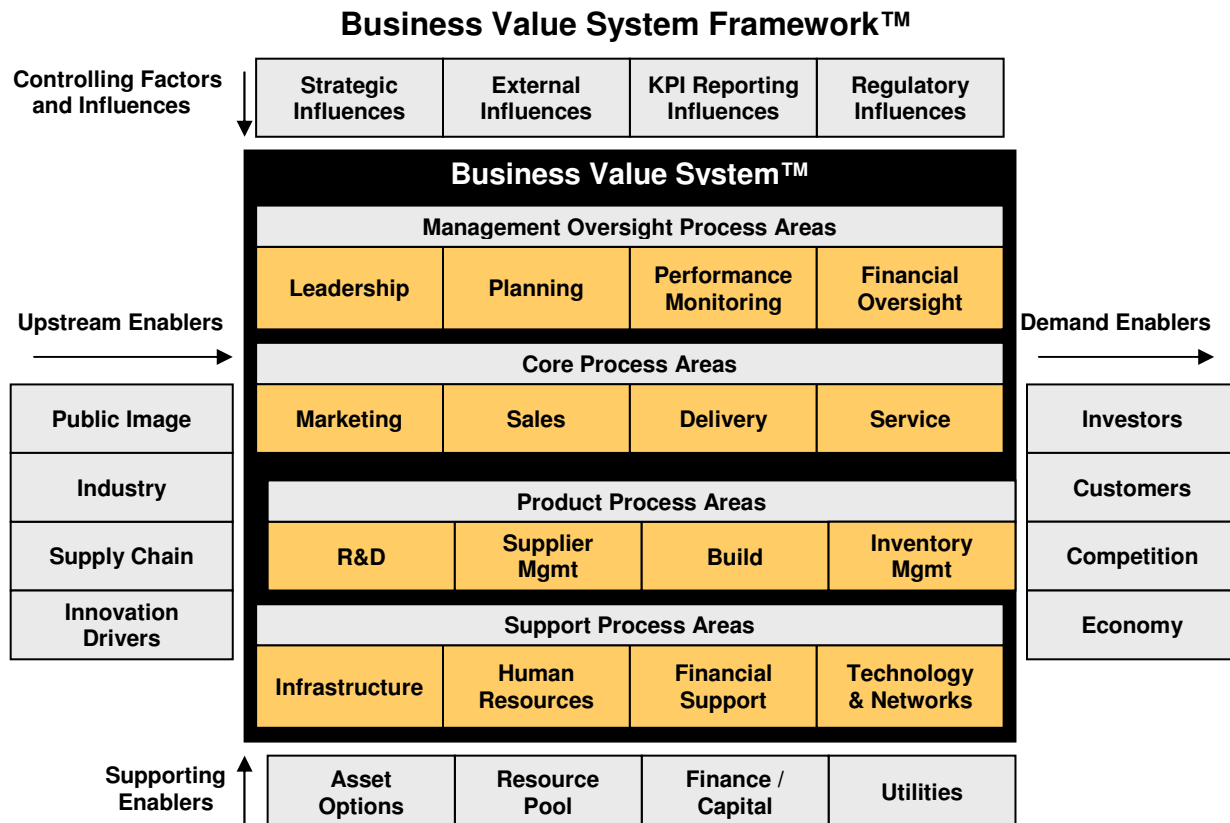 Business Value System Framework™
Controlling Factors
and Influences
Strategic
Influences
External
Influences
KPI Reporting
Influences
Regulatory
Influences
Business Value System™
Management Oversight Process Areas
Leadership
Planning
Performance
Monitoring
Financial
Oversight
Upstream Enablers
Demand Enablers
Core Process Areas
Marketing
Sales
Delivery
Service
Public Image
Industry
Supply Chain
Innovation
Drivers
Investors
Customers
Competition
Economy
Product Process Areas
R&D
Supplier
Mgmt
Build
Inventory
Mgmt
Support Process Areas
Infrastructure
Human
Resources
Financial
Support
Technology
& Networks
Supporting
Enablers
Asset
Options
Resource
Pool
Finance /
Capital
Utilities